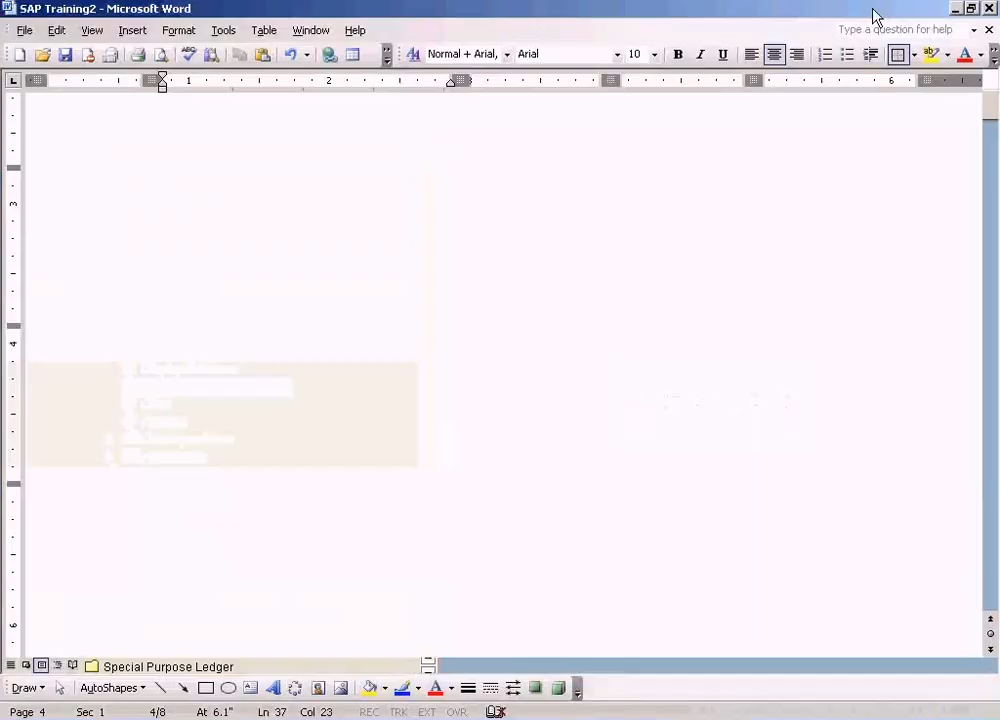 SAP Training2 - Microsoft Word
File Edit View Insert Format Tools Table Window Help Type a question for help
Normal + Arial, Arial 10 B I U A
1 2 3 6
3
4
6
Special Purpose Ledger
Draw AutoShapes A
Page 4 Sec 1 4/8 At 6.1" Ln 37 Col 23 REC TRK EXT OVR